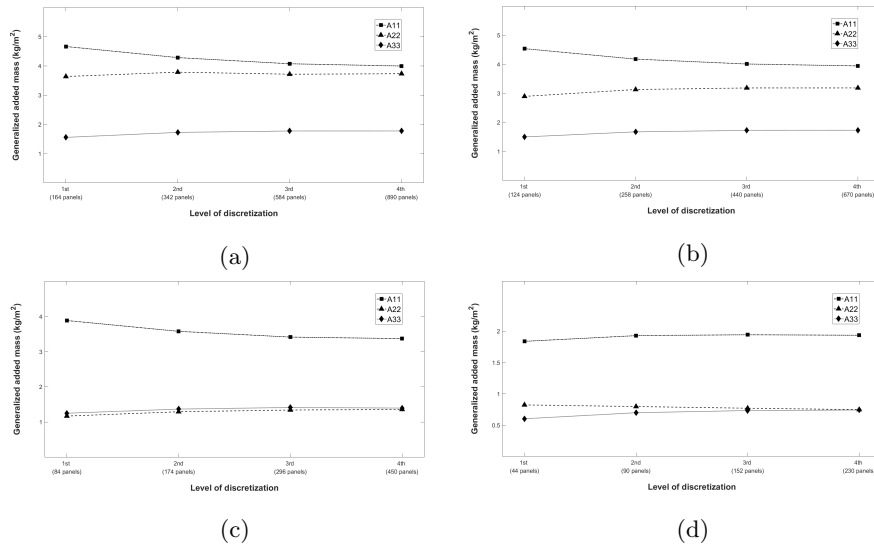 Generalized added mass (kg/m²)
5
4
3
2
1
A11
A22
A33
1st
(164 panels)
2nd
(342 panels)
3rd
(584 panels)
4th
(890 panels)
Level of discretization
(a)
Generalized added mass (kg/m²)
5
4
3
2
1
A11
A22
A33
1st
(124 panels)
2nd
(258 panels)
3rd
(440 panels)
4th
(670 panels)
Level of discretization
(b)
Generalized added mass (kg/m²)
4
3
2
1
A11
A22
A33
1st
(84 panels)
2nd
(174 panels)
3rd
(296 panels)
4th
(450 panels)
Level of discretization
(c)
Generalized added mass (kg/m²)
2
1.5
1
0.5
A11
A22
A33
1st
(44 panels)
2nd
(90 panels)
3rd
(152 panels)
4th
(230 panels)
Level of discretization
(d)